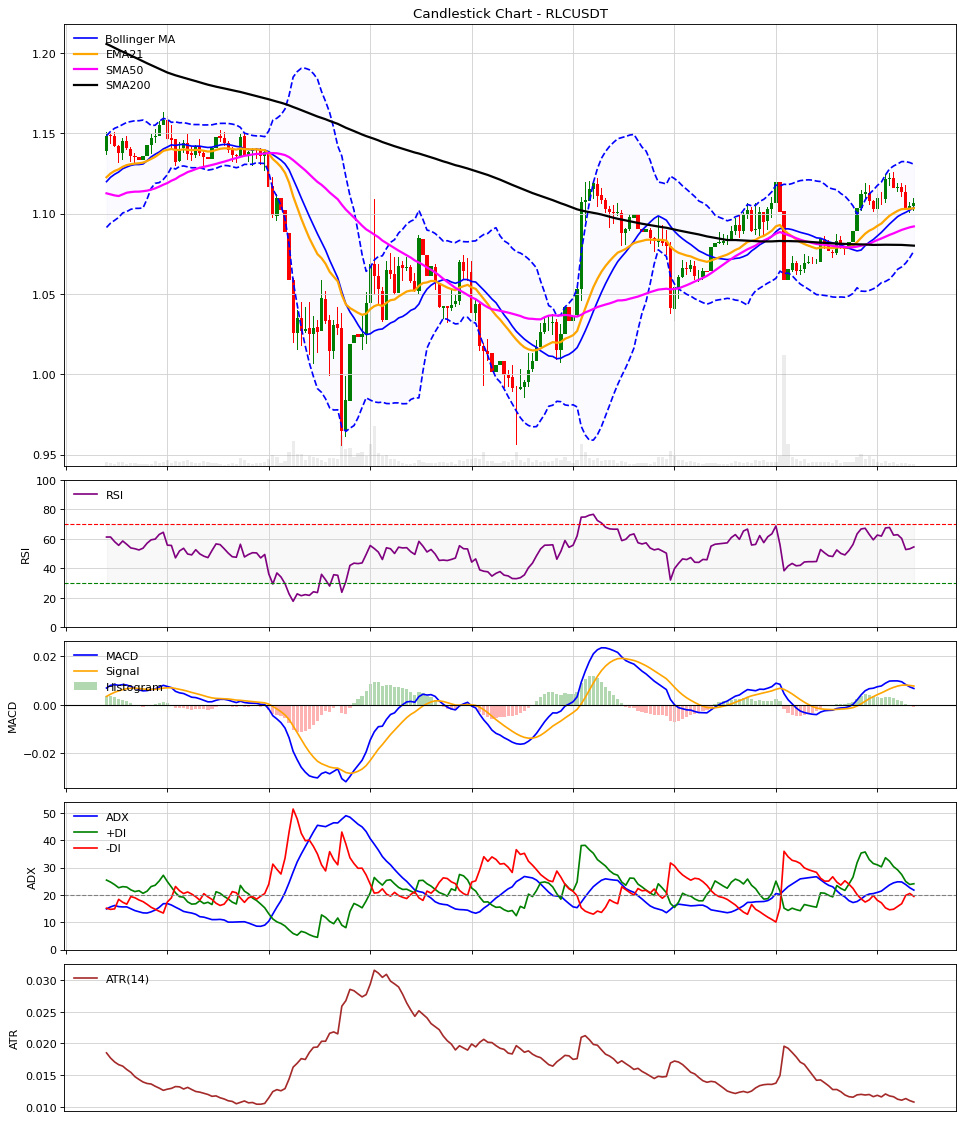 Candlestick Chart - RLCUSDT
Bollinger MA
EMA21
SMA50
SMA200
1.20
1.15
1.10
1.05
1.00
0.95
RSI
RSI
100
80
60
40
20
0
MACD
Signal
Histogram
MACD
0.02
0.00
−0.02
ADX
+DI
-DI
ADX
50
40
30
20
10
0
ATR(14)
ATR
0.030
0.025
0.020
0.015
0.010